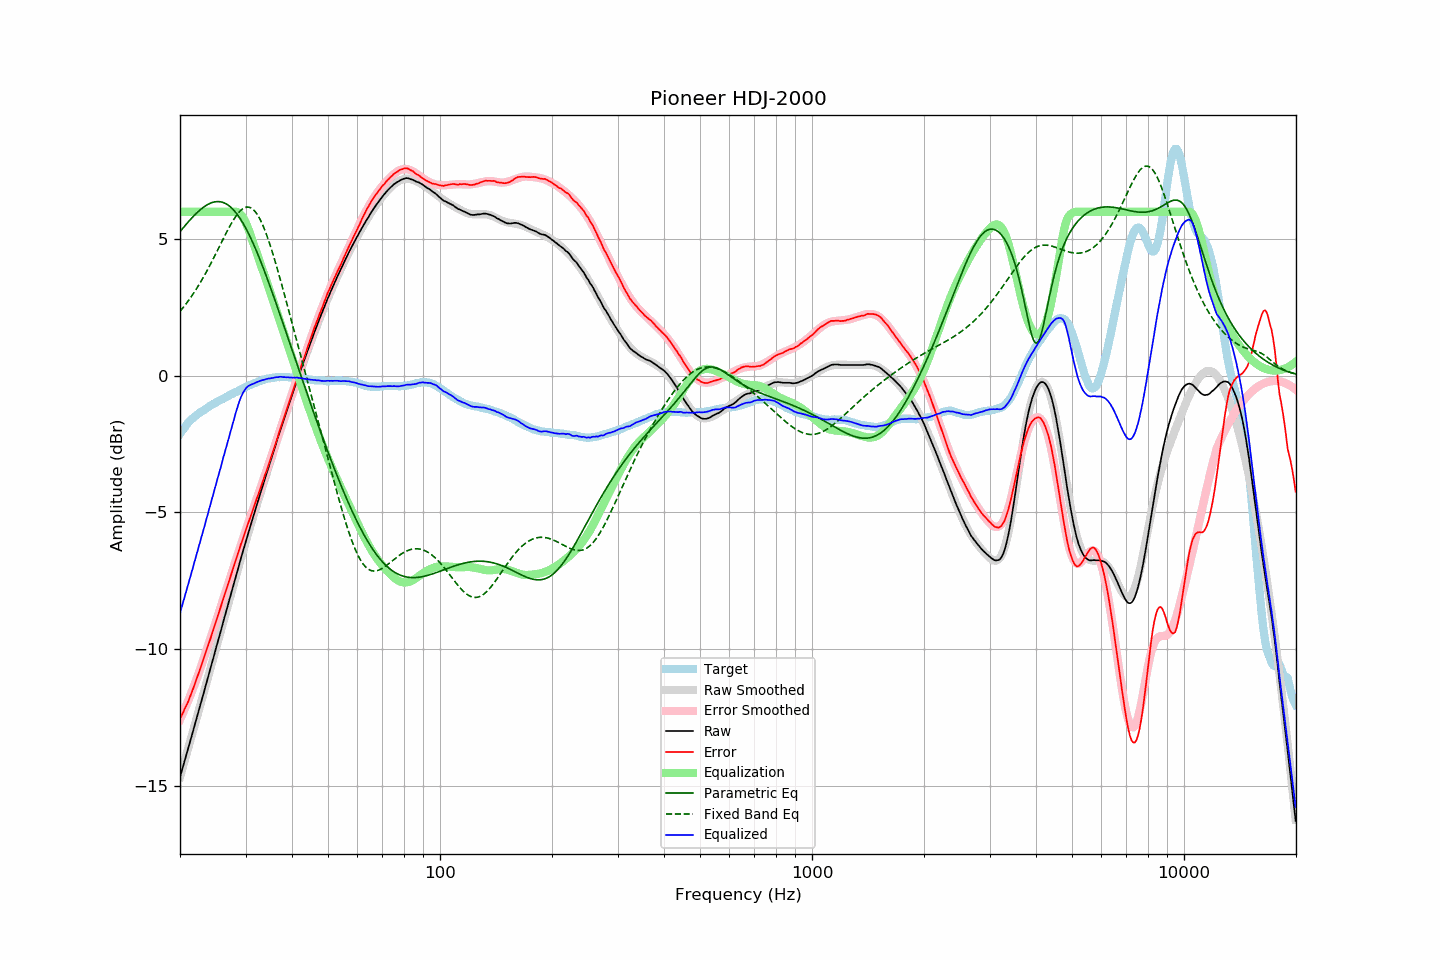 Pioneer HDJ-2000
Amplitude (dBr)
5
0
−5
−10
−15
Target
Raw Smoothed
Error Smoothed
Raw
Error
Equalization
Parametric Eq
Fixed Band Eq
Equalized
100
1000
10000
Frequency (Hz)